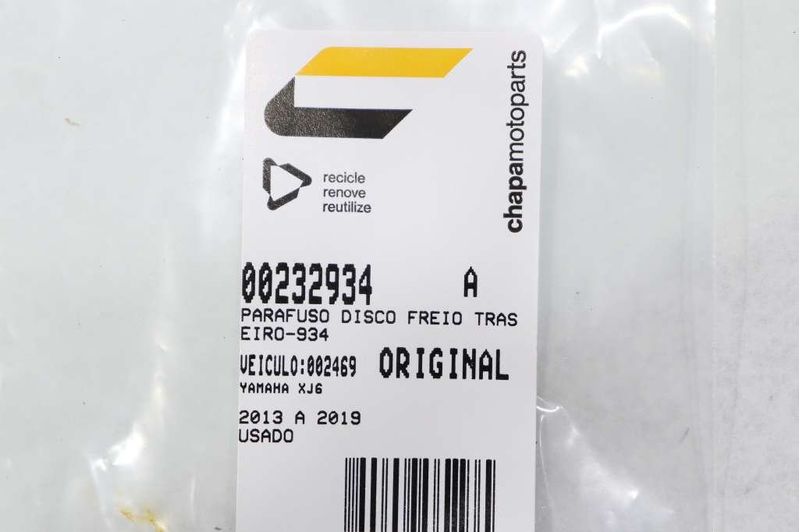 chapamotoparts
recicle
renove
reutilize
00232934 A
PARAFUSO DISCO FREIO TRAS
EIRO-934
VEICULO:002469 ORIGINAL
YAMAHA XJ6
2013 A 2019
USADO